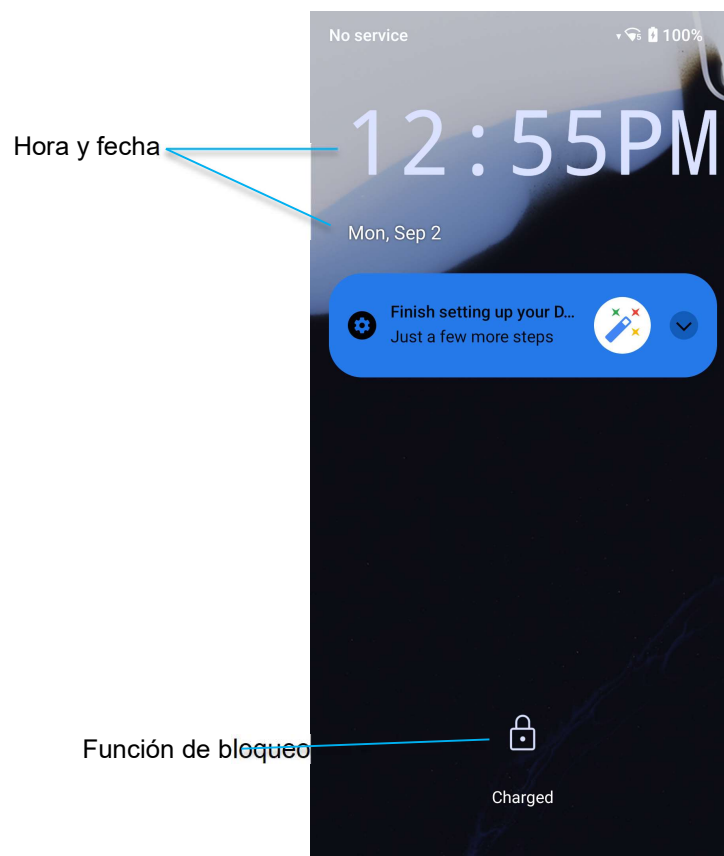 No service
5 100%
12:55PM
Hora y fecha
Mon, Sep 2
Finish setting up your D...
Just a few more steps
Función de bloqueo
Charged